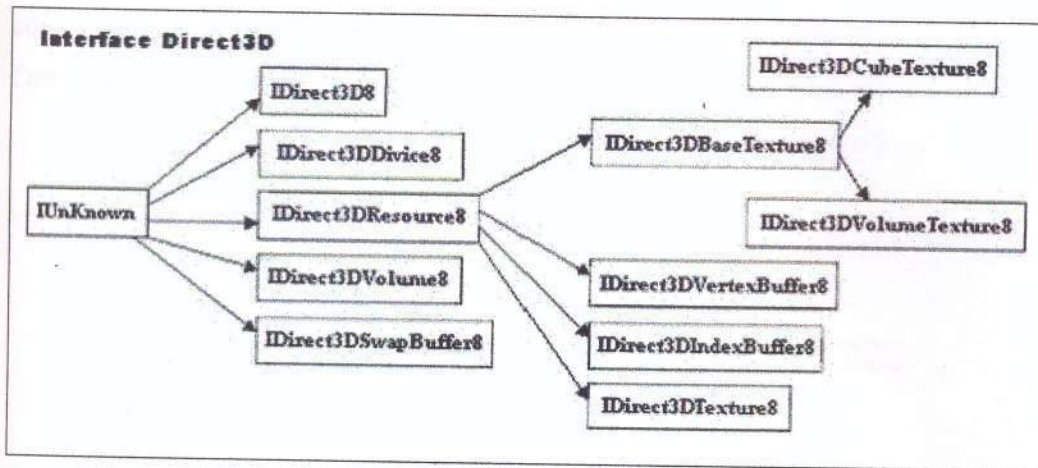 Interface Direct3D
IDirect3DCubeTexture8
IDirect3D8
IDirect3DBaseTexture8
IDirect3DDivice8
IUnKnown
IDirect3DResource8
IDirect3DVolumeTexture8
IDirect3DVolume8
IDirect3DVertexBuffer8
IDirect3DSwapBuffer8
IDirect3DIndexBuffer8
IDirect3DTexture8